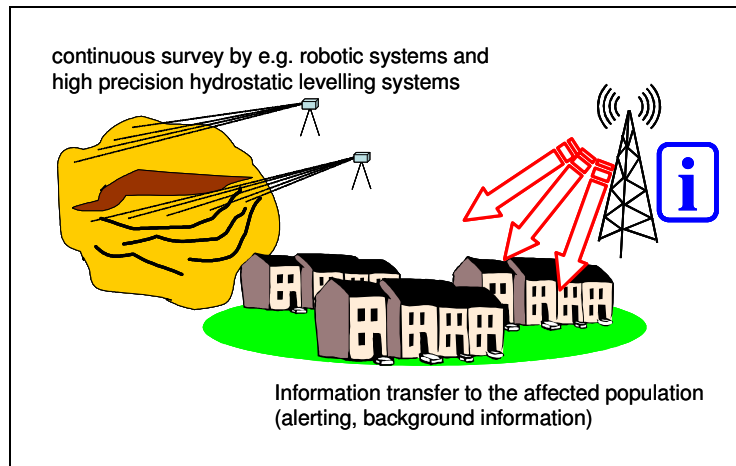 continuous survey by e.g. robotic systems and
high precision hydrostatic levelling systems
i
Information transfer to the affected population
(alerting, background information)